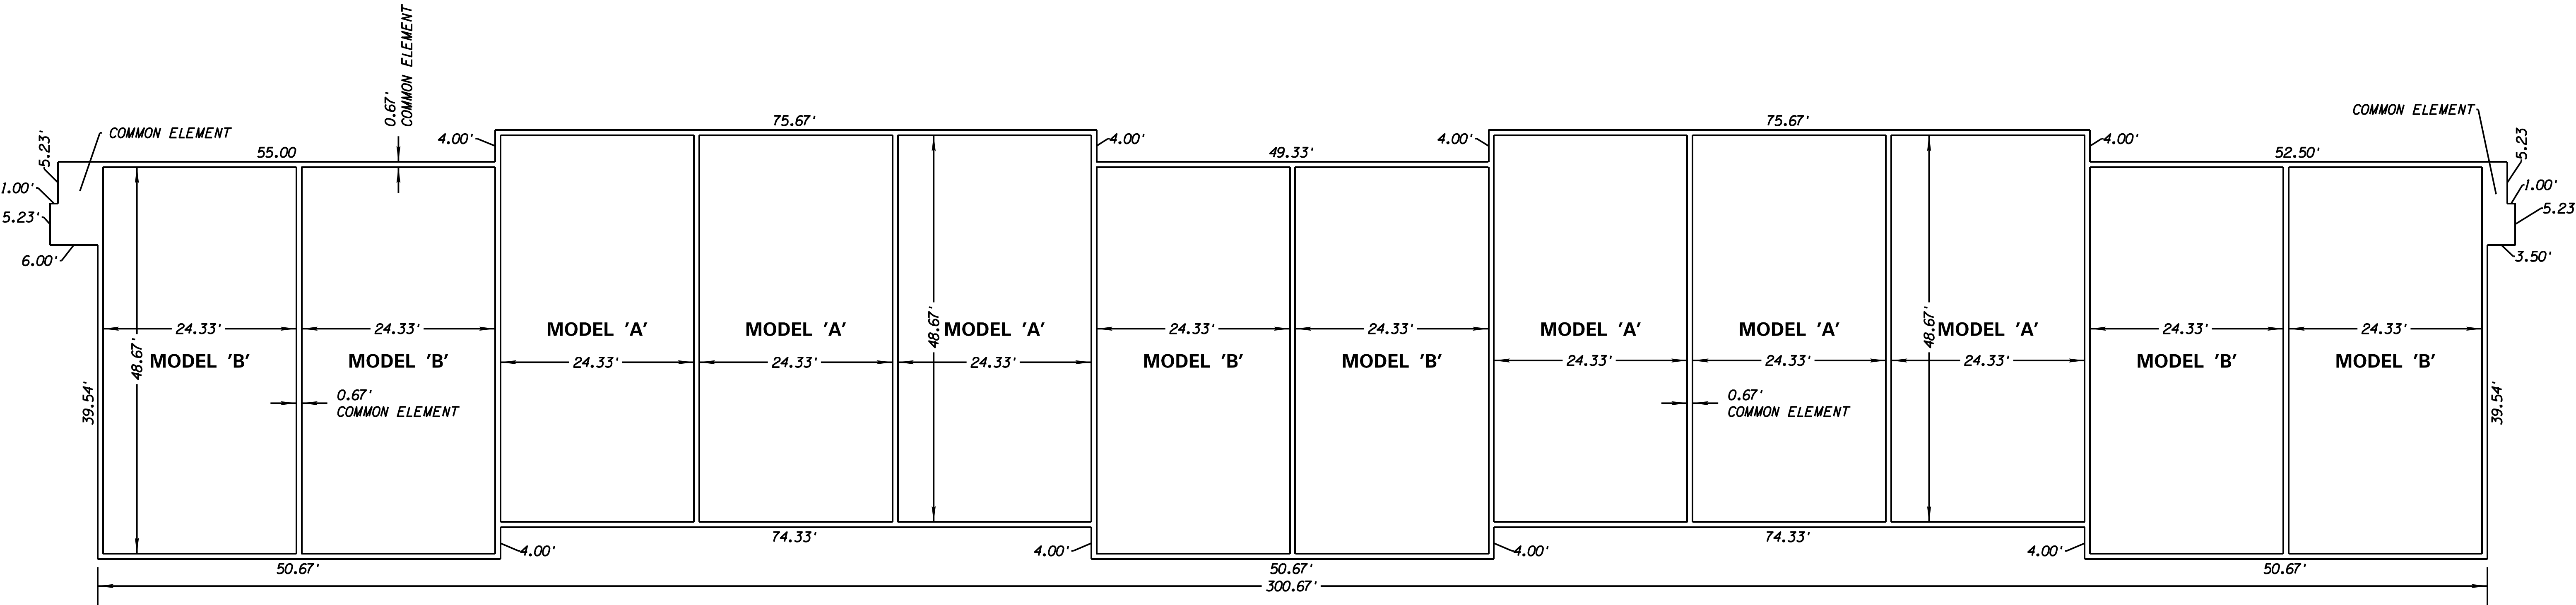 0.67'
COMMON ELEMENT
COMMON ELEMENT
COMMON ELEMENT
75.67'
75.67'
4.00'
4.00'
4.00'
4.00'
5.23'
55.00
49.33'
52.50'
5.23
1.00'
1.00'
5.23'
5.23
6.00'
3.50'
24.33'
24.33'
MODEL 'A'
MODEL 'A'
48.67'
MODEL 'A'
24.33'
24.33'
MODEL 'A'
MODEL 'A'
48.67'
MODEL 'A'
24.33'
24.33'
48.67'
MODEL 'B'
MODEL 'B'
24.33'
24.33'
24.33'
MODEL 'B'
MODEL 'B'
24.33'
24.33'
24.33'
MODEL 'B'
MODEL 'B'
39.54'
0.67'
COMMON ELEMENT
0.67'
COMMON ELEMENT
39.54'
74.33'
74.33'
4.00'
4.00'
4.00'
4.00'
50.67'
50.67'
50.67'
300.67'